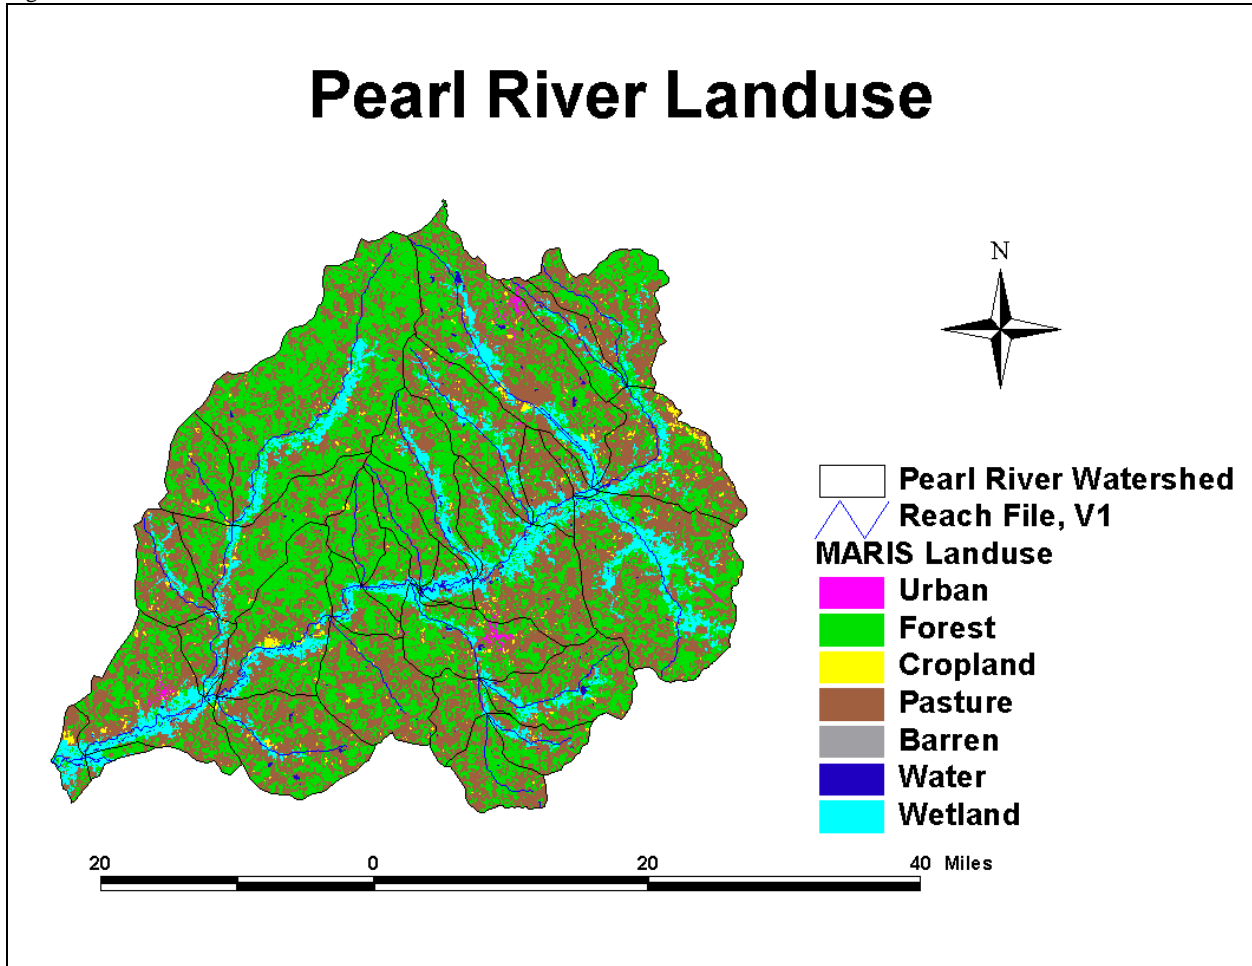 Pearl River Landuse
N
Pearl River Watershed
Reach File, V1
MARIS Landuse
Urban
Forest
Cropland
Pasture
Barren
Water
Wetland
20 0 20 40 Miles